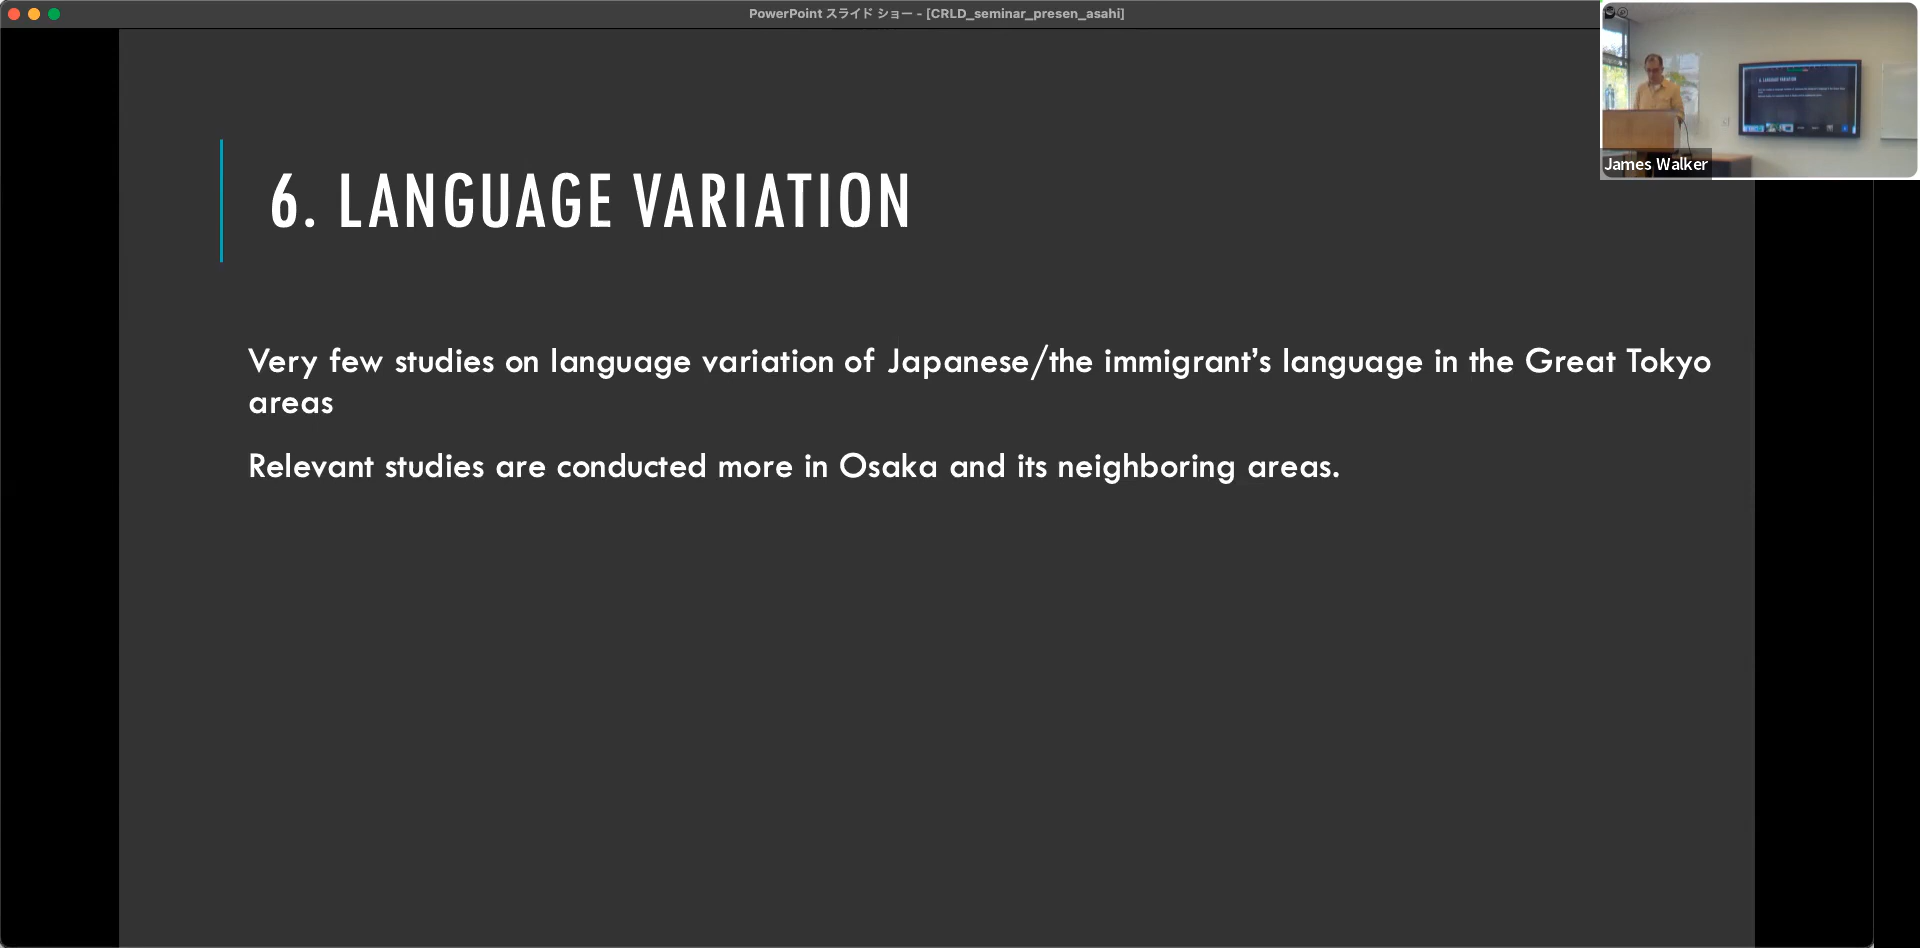 PowerPoint スライド ショー - [CRLD_seminar_presen_asahi]
James Walker
6. LANGUAGE VARIATION
Very few studies on language variation of Japanese/the immigrant’s language in the Great Tokyo
areas
Relevant studies are conducted more in Osaka and its neighboring areas.